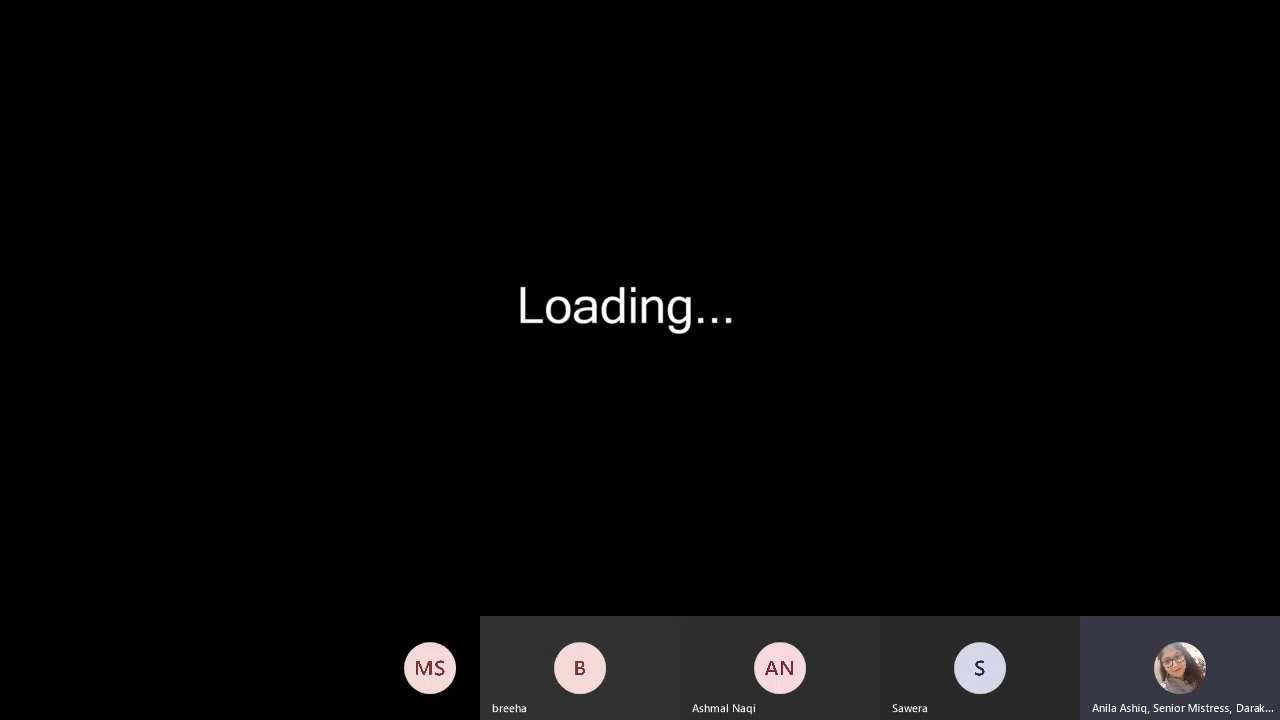 Loading...
MS
B
AN
S
breeha
Ashmal Naqi
Sawera
Anila Ashiq, Senior Mistress, Darak...